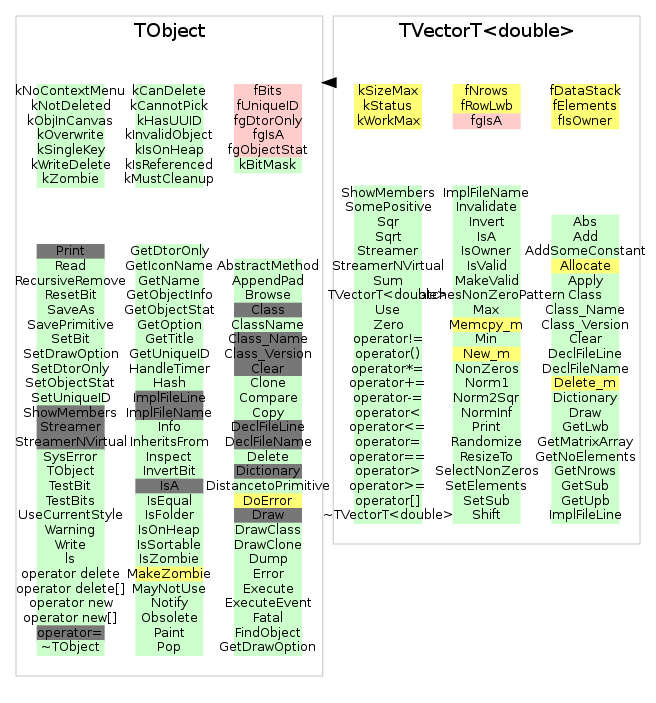 TObject
kNoContextMenu
kNotDeleted
kObjInCanvas
kOverwrite
kSingleKey
kWriteDelete
kZombie
kCanDelete
kCannotPick
kHasUUID
kInvalidObject
kIsOnHeap
kIsReferenced
kMustCleanup
fBits
fUniqueID
fgDtorOnly
fgIsA
fgObjectStat
kBitMask
Print
Read
RecursiveRemove
ResetBit
SaveAs
SavePrimitive
SetBit
SetDrawOption
SetDtorOnly
SetObjectStat
SetUniqueID
ShowMembers
Streamer
StreamerNVirtual
SysError
TObject
TestBit
TestBits
UseCurrentStyle
Warning
Write
ls
operator delete
operator delete[]
operator new
operator new[]
operator=
~TObject
GetDtorOnly
GetIconName
GetName
GetObjectInfo
GetObjectStat
GetOption
GetTitle
GetUniqueID
HandleTimer
Hash
ImplFileLine
ImplFileName
Info
InheritsFrom
Inspect
InvertBit
IsA
IsEqual
IsFolder
IsOnHeap
IsSortable
IsZombie
MakeZombie
MayNotUse
Notify
Obsolete
Paint
Pop
AbstractMethod
AppendPad
Browse
Class
ClassName
Class_Name
Class_Version
Clear
Clone
Compare
Copy
DeclFileLine
DeclFileName
Delete
Dictionary
DistancetoPrimitive
DoError
Draw
DrawClass
DrawClone
Dump
Error
Execute
ExecuteEvent
Fatal
FindObject
GetDrawOption
TVectorT<double>
kSizeMax
kStatus
kWorkMax
fNrows
fRowLwb
fgIsA
fDataStack
fElements
fIsOwner
ShowMembers
SomePositive
Sqr
Sqrt
Streamer
StreamerNVirtual
Sum
TVectorT<double>
Use
Zero
operator!=
operator()
operator*=
operator+=
operator-=
operator<
operator<=
operator=
operator==
operator>
operator>=
operator[]
~TVectorT<double>
ImplFileName
Invalidate
Invert
IsA
IsOwner
IsValid
MakeValid
MatchesNonZeroPattern
Max
Memcpy_m
Min
New_m
NonZeros
Norm1
Norm2Sqr
NormInf
Print
Randomize
ResizeTo
SelectNonZeros
SetElements
SetSub
Shift
Abs
Add
AddSomeConstant
Allocate
Apply
Class
Class_Name
Class_Version
Clear
DeclFileLine
DeclFileName
Delete_m
Dictionary
Draw
GetLwb
GetMatrixArray
GetNoElements
GetNrows
GetSub
GetUpb
ImplFileLine